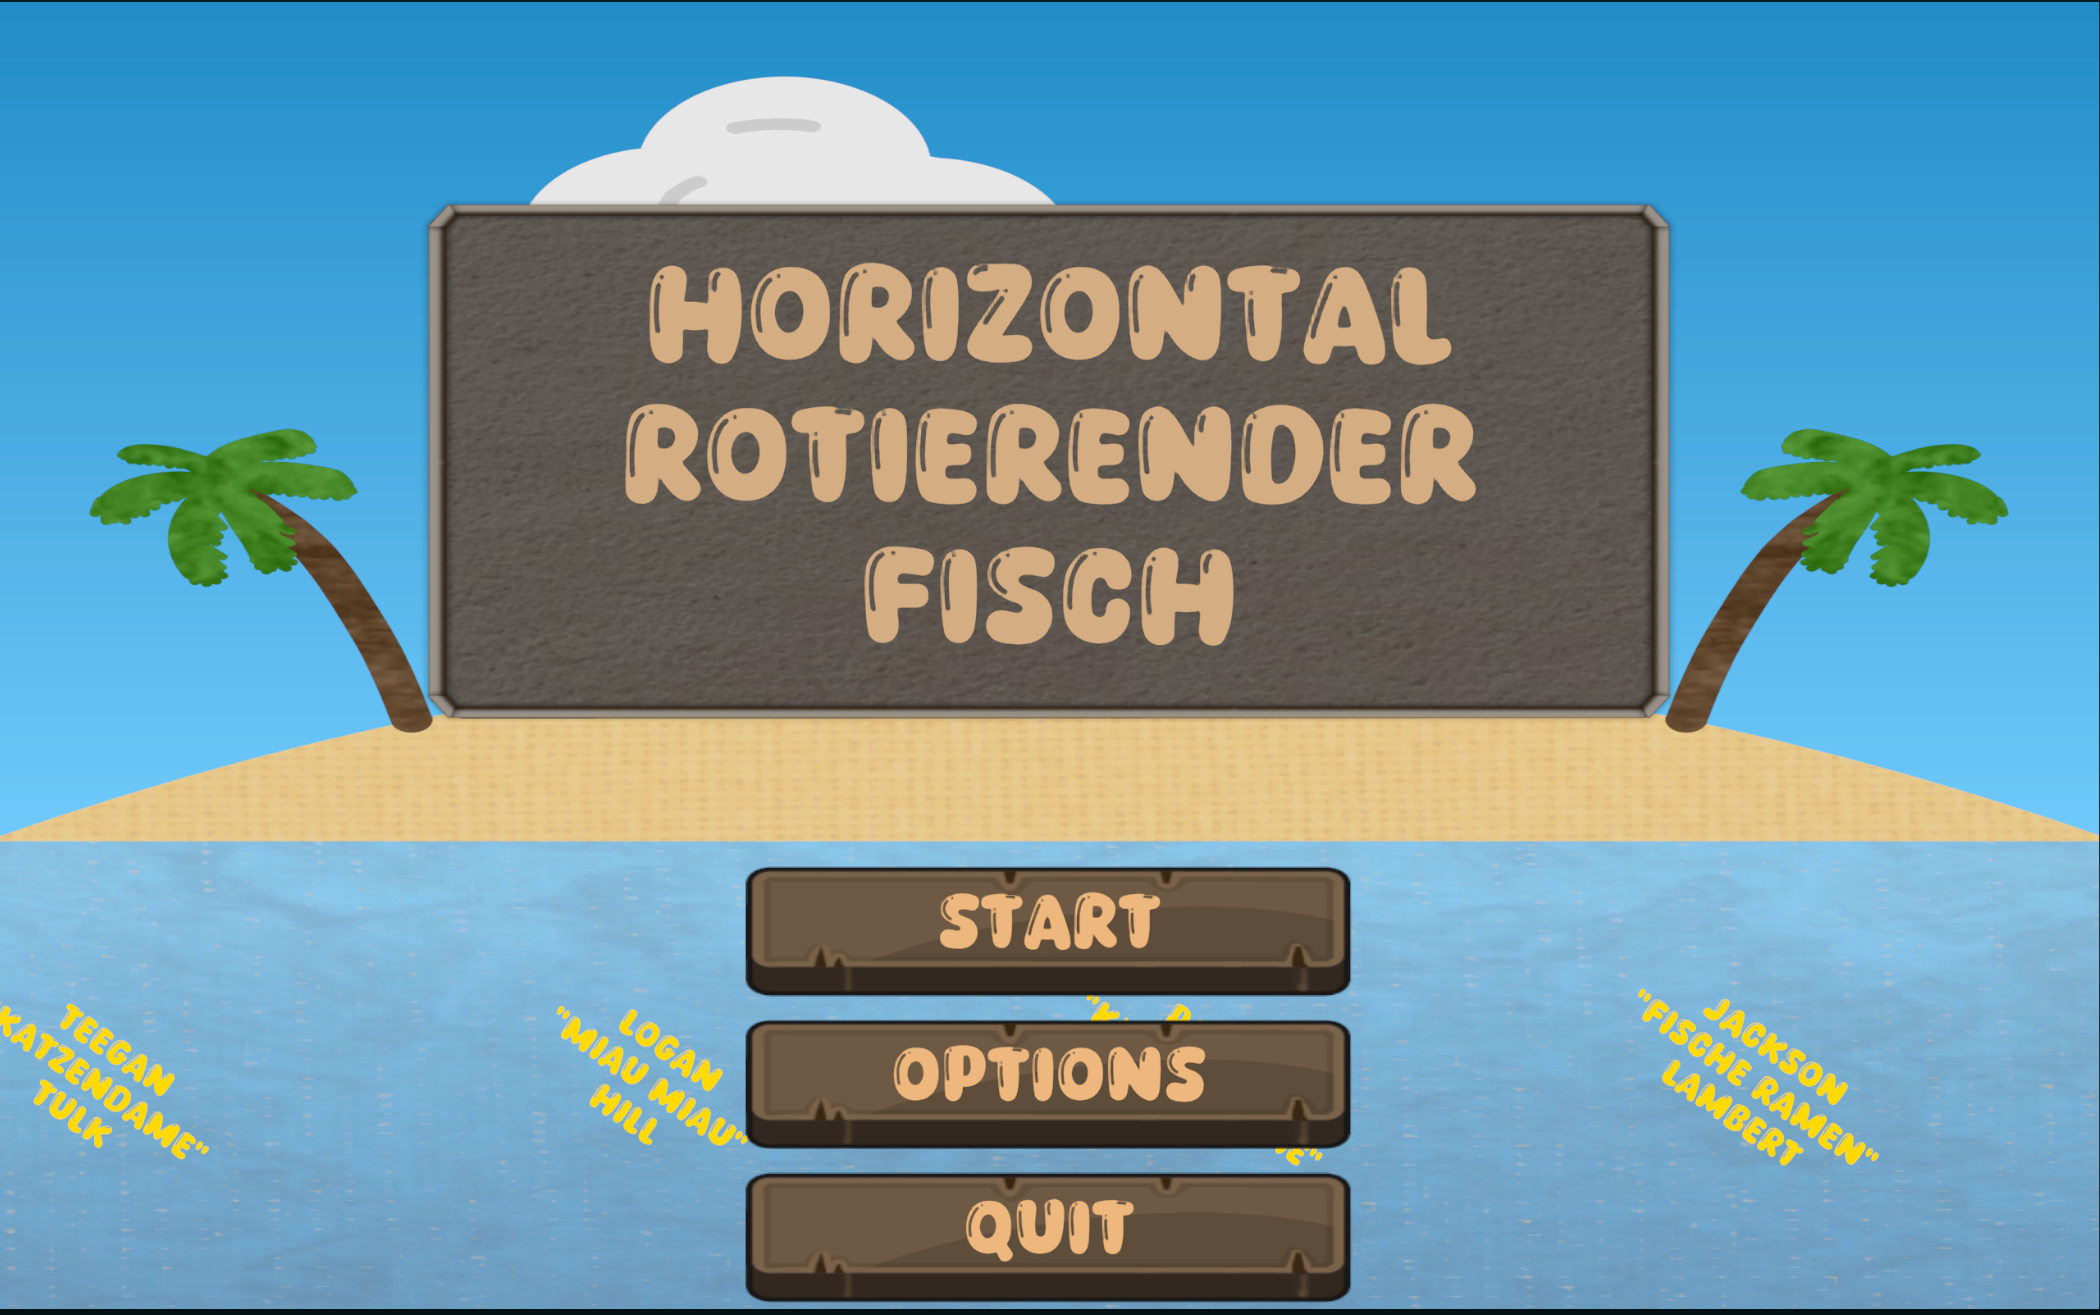 HORIZONTAL
ROTIERENDER
FISCH
START
OPTIONS
QUIT
TEEGAN
KATZENDAME"
TULK
LOGAN
"MIAU MIAU"
HILL
JACKSON
"FISCHE RAMEN"
LAMBERT